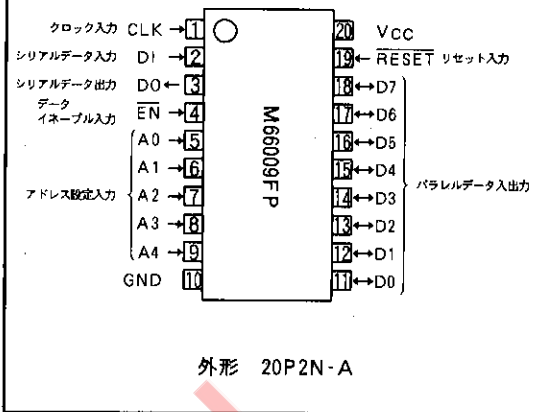 クロック入力 CLK → 1
シリアルデータ入力 DI → 2
シリアルデータ出力 DO ← 3
データ
イネーブル入力 E̅N̅ → 4
アドレス設定入力
A0 → 5
A1 → 6
A2 → 7
A3 → 8
A4 → 9
GND 10
M66009FP
20 VCC
19 ← R̅E̅S̅E̅T̅ リセット入力
18 ↔ D7
17 ↔ D6
16 ↔ D5
15 ↔ D4
14 ↔ D3
13 ↔ D2
12 ↔ D1
11 ↔ D0
パラレルデータ入出力
外形 20P2N-A